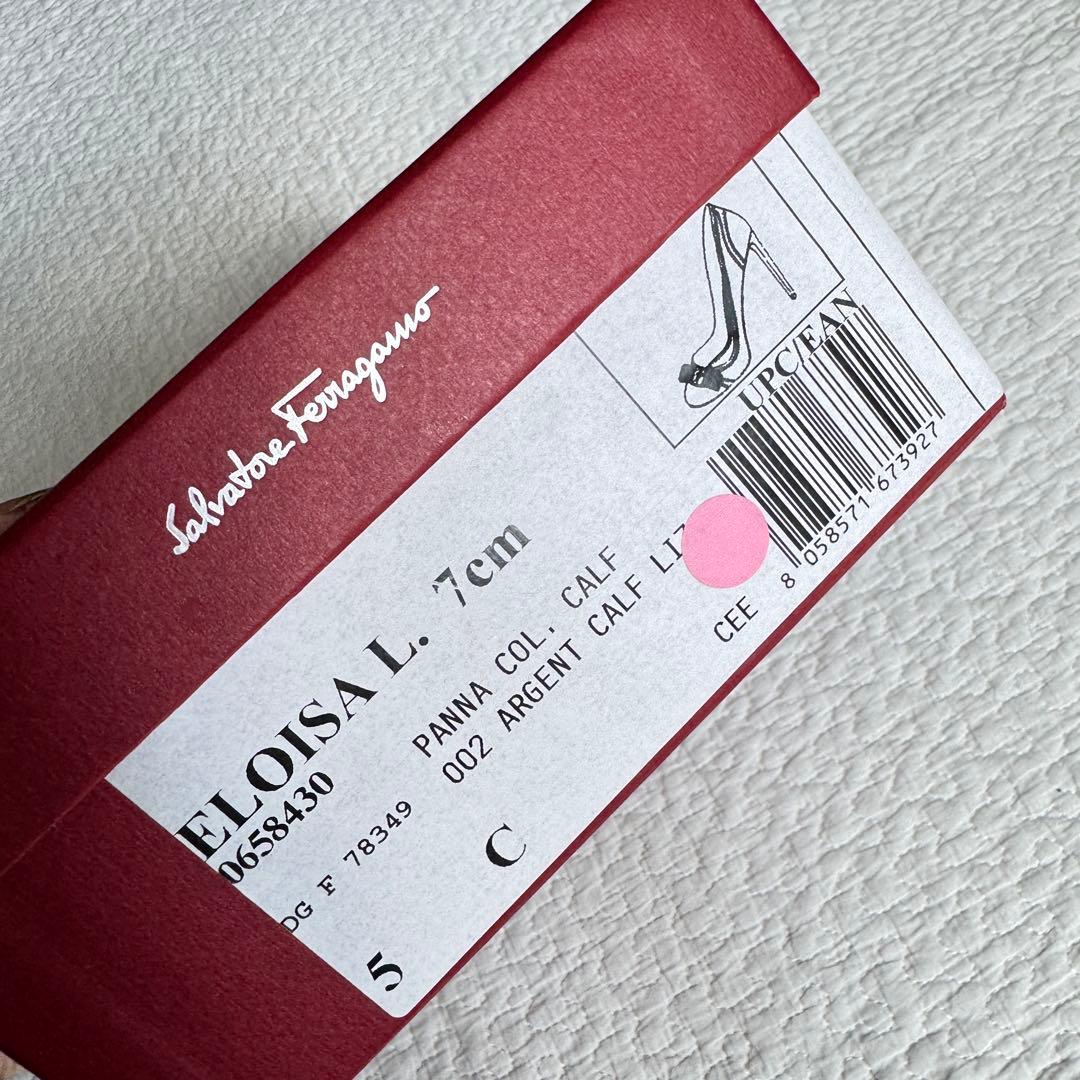 Salvatore Ferragamo
ELOISA L. 7cm
0658430
DG F 78349
PANNA COL. CALF
002 ARGENT CALF
5
C
CEE
UPC/EAN
8 058571 673927